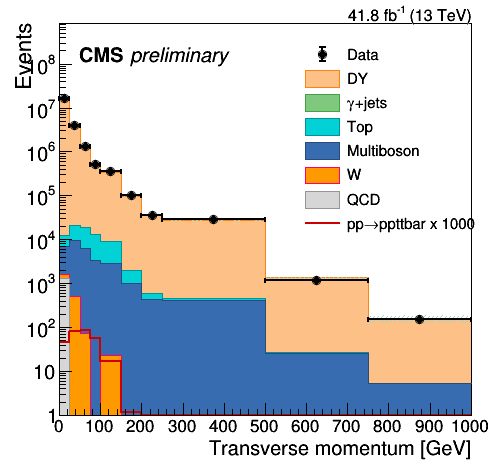 41.8 fb⁻¹ (13 TeV)
Events
CMS preliminary
Data
DY
γ+jets
Top
Multiboson
W
QCD
pp→ppttbar x 1000
10⁸
10⁷
10⁶
10⁵
10⁴
10³
10²
10
1
0 100 200 300 400 500 600 700 800 900 1000
Transverse momentum [GeV]